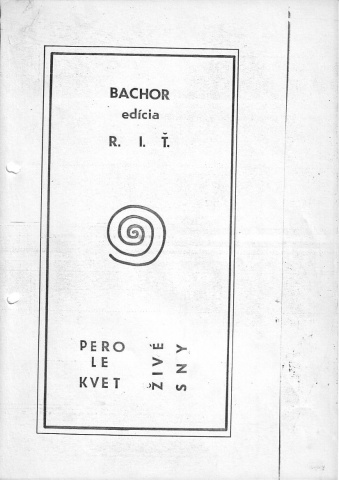 BACHOR
edícia
R. I. Ť.
PERO
LE
KVET
ŽIVÉ
SNY